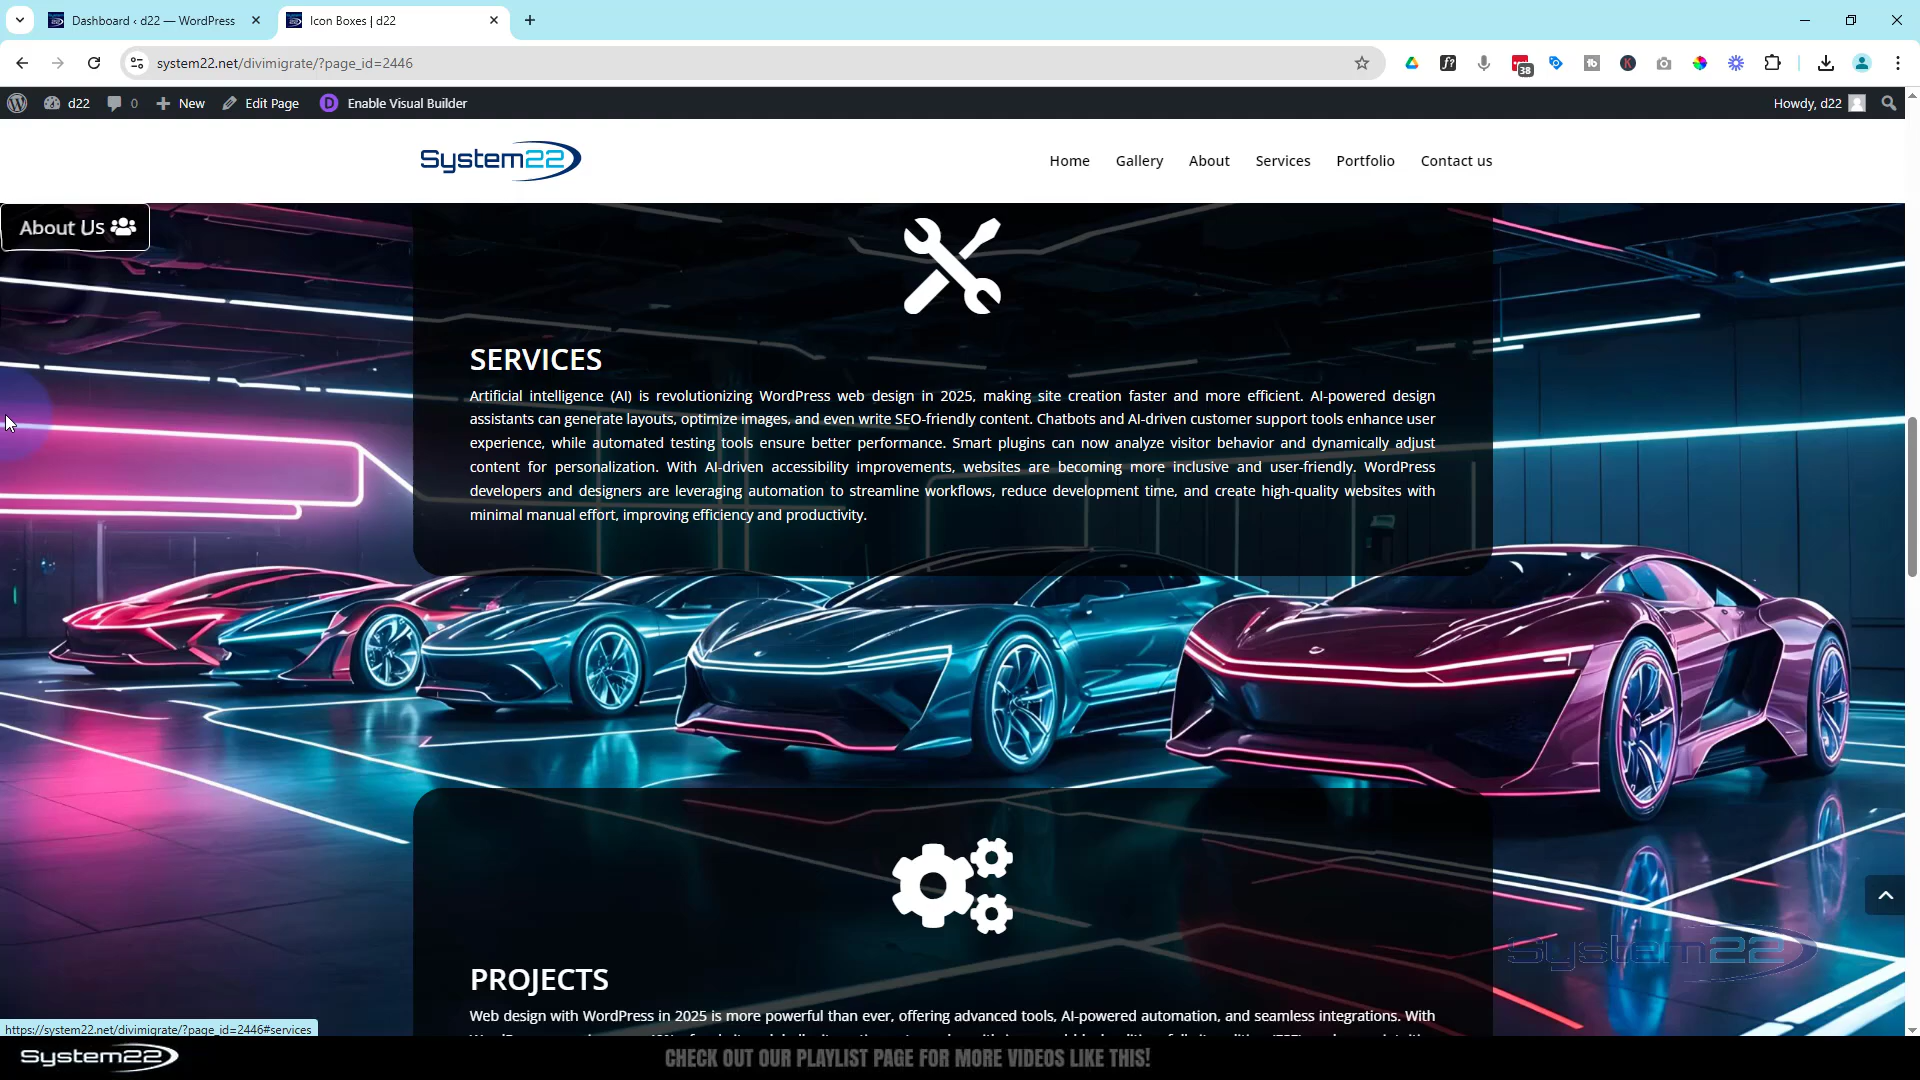 Dashboard ‹ d22 — WordPress
Icon Boxes | d22
system22.net/divimigrate/?page_id=2446
38
d22
0
New
Edit Page
D
Enable Visual Builder
Howdy, d22
System22
Home
Gallery
About
Services
Portfolio
Contact us
About Us
SERVICES
Artificial intelligence (AI) is revolutionizing WordPress web design in 2025, making site creation faster and more efficient. AI-powered design
assistants can generate layouts, optimize images, and even write SEO-friendly content. Chatbots and AI-driven customer support tools enhance user
experience, while automated testing tools ensure better performance. Smart plugins can now analyze visitor behavior and dynamically adjust
content for personalization. With AI-driven accessibility improvements, websites are becoming more inclusive and user-friendly. WordPress
developers and designers are leveraging automation to streamline workflows, reduce development time, and create high-quality websites with
minimal manual effort, improving efficiency and productivity.
PROJECTS
Web design with WordPress in 2025 is more powerful than ever, offering advanced tools, AI-powered automation, and seamless integrations. With
System22
https://system22.net/divimigrate/?page_id=2446#services
System22
CHECK OUT OUR PLAYLIST PAGE FOR MORE VIDEOS LIKE THIS!